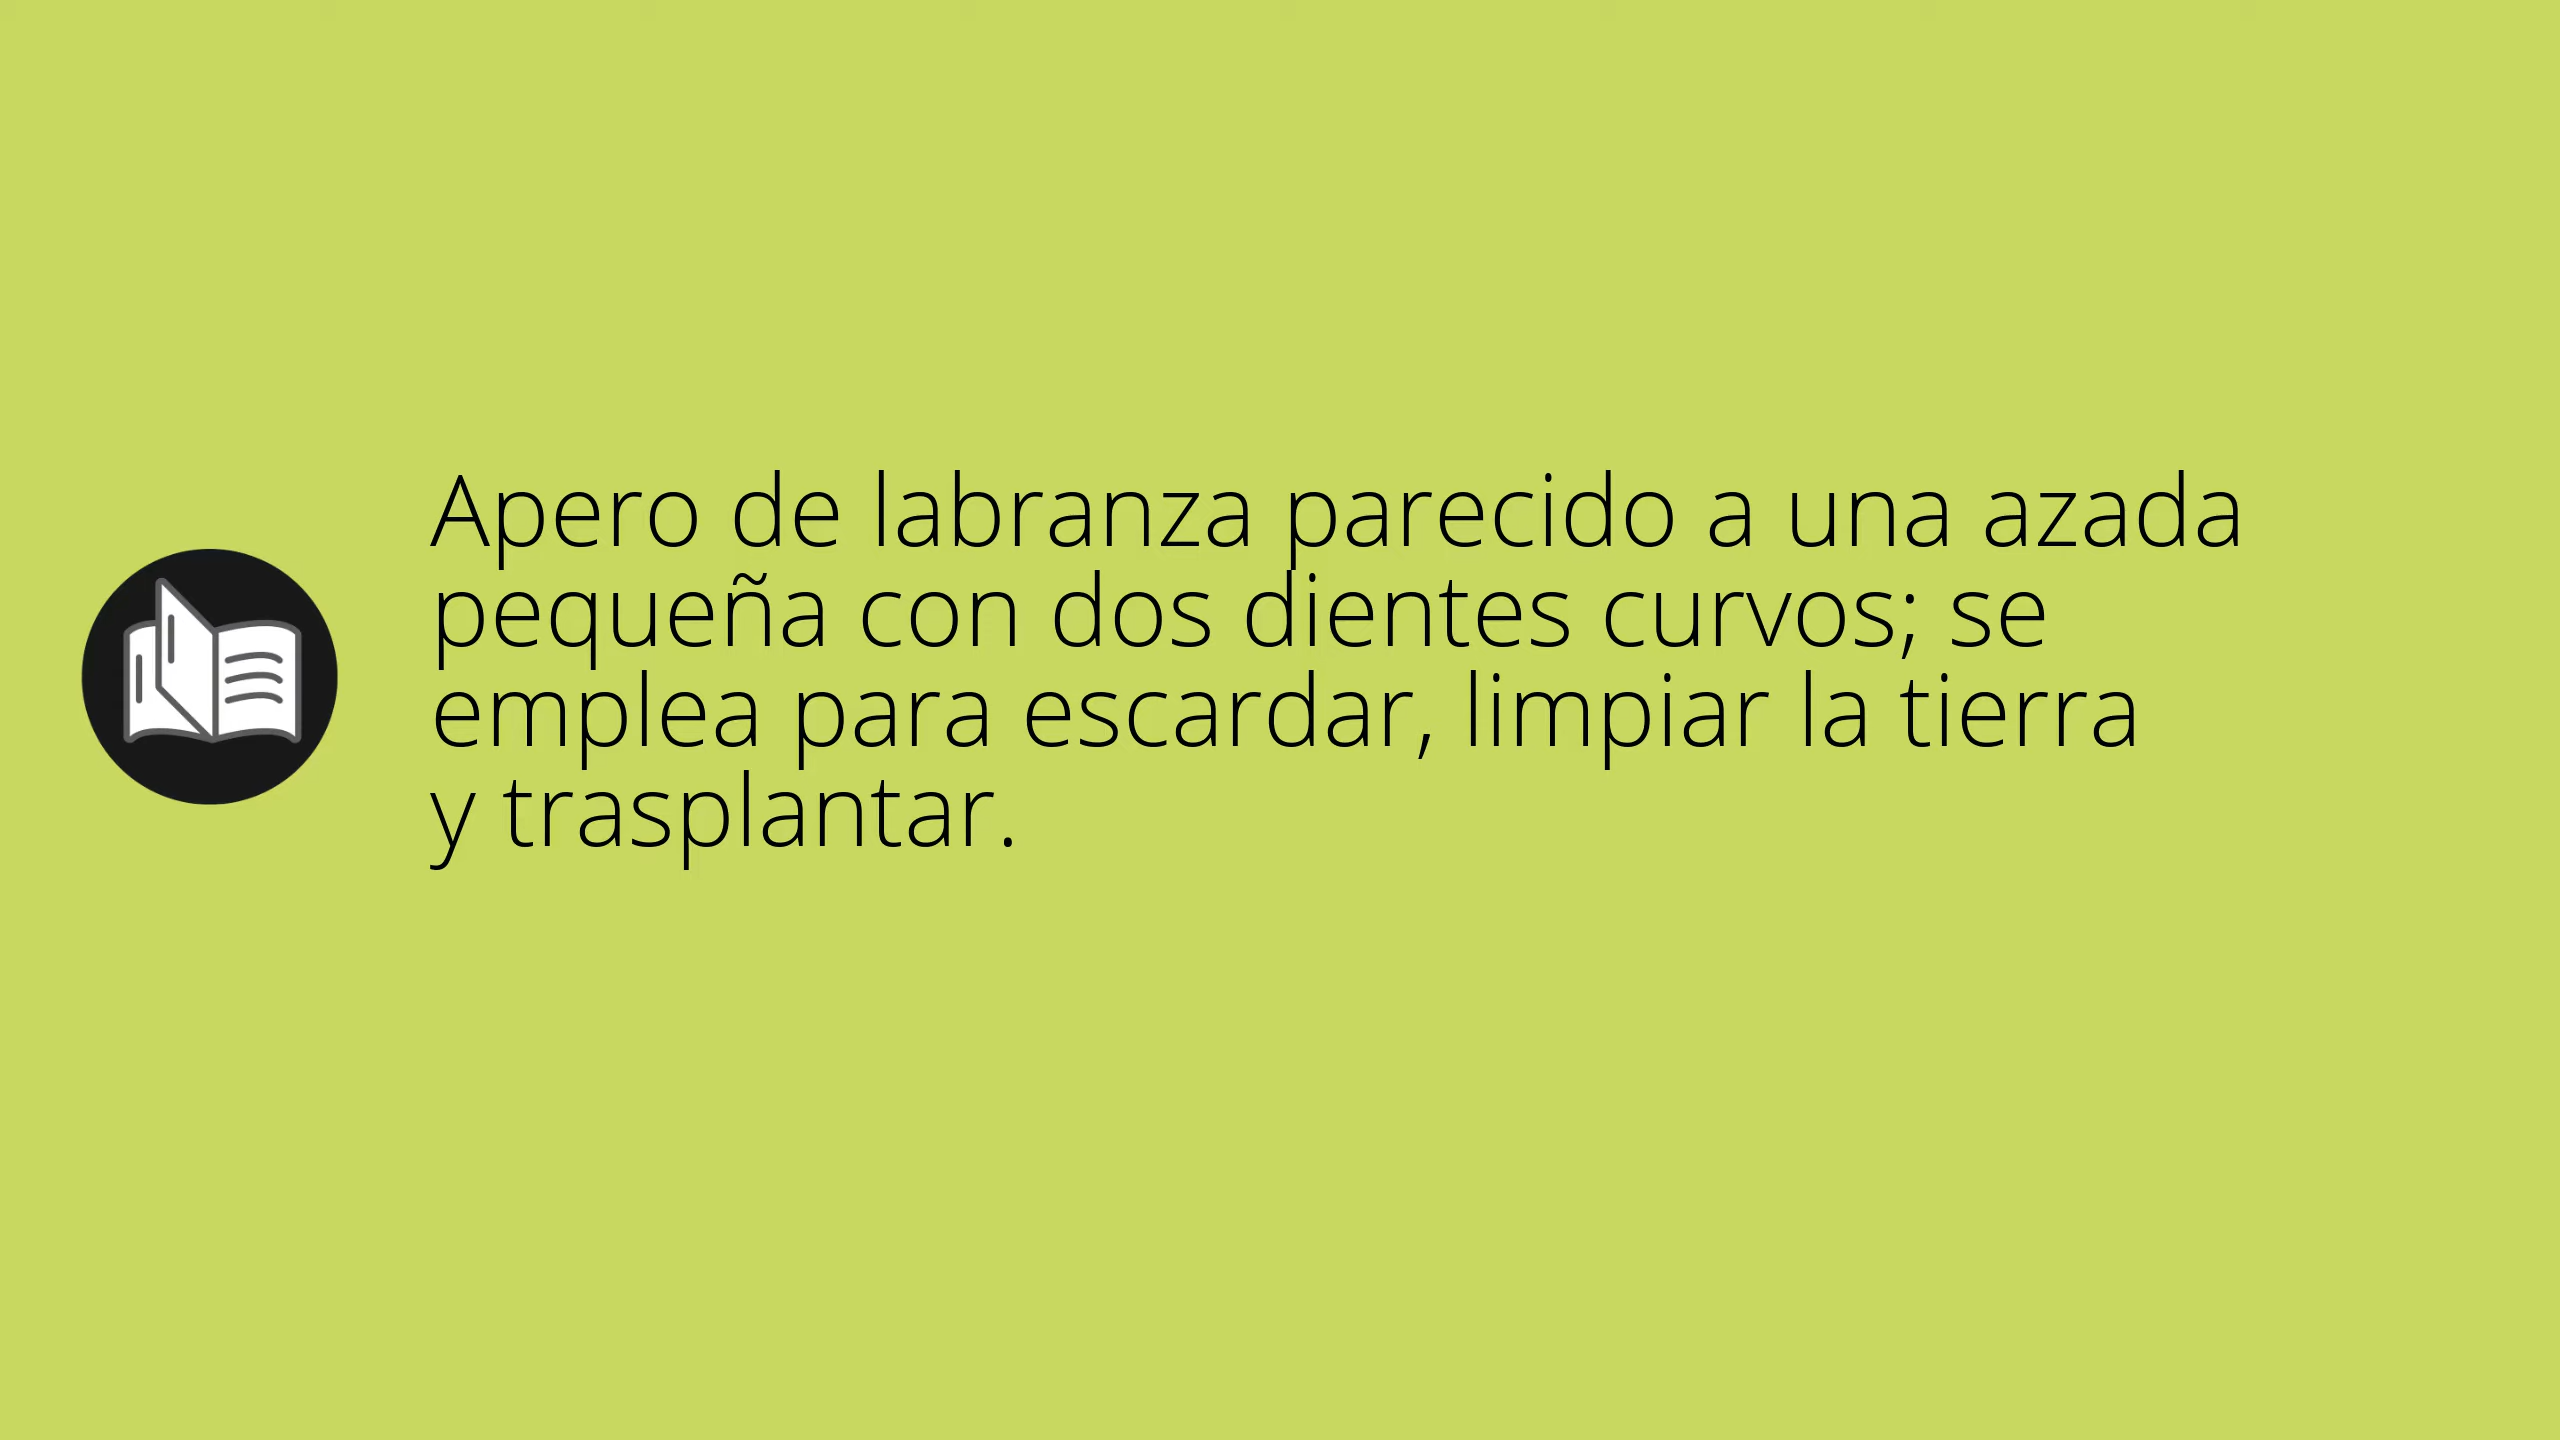 Apero de labranza parecido a una azada
pequeña con dos dientes curvos; se
emplea para escardar, limpiar la tierra
y trasplantar.